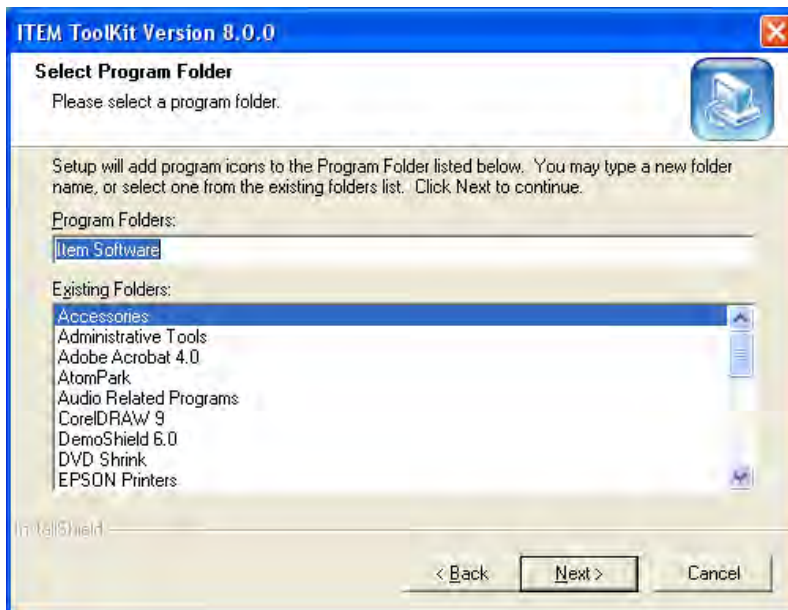 ITEM ToolKit Version 8.0.0
Select Program Folder
Please select a program folder.
Setup will add program icons to the Program Folder listed below. You may type a new folder
name, or select one from the existing folders list. Click Next to continue.
Program Folders:
Item Software
Existing Folders:
Accessories
Administrative Tools
Adobe Acrobat 4.0
AtomPark
Audio Related Programs
CorelDRAW 9
DemoShield 6.0
DVD Shrink
EPSON Printers
InstallShield
< Back
Next >
Cancel